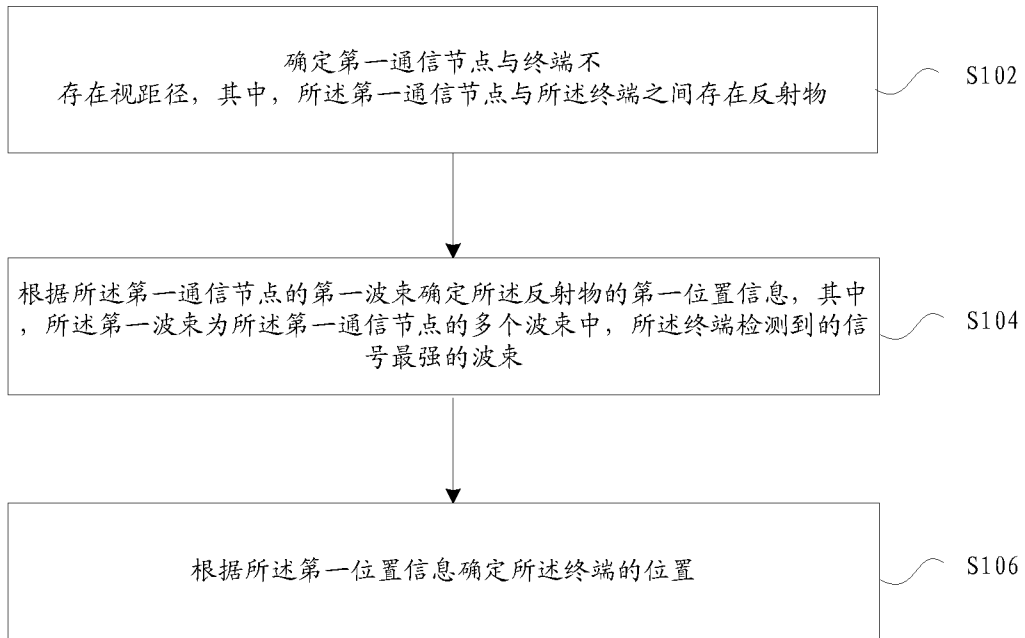 确定第一通信节点与终端不
存在视距径，其中，所述第一通信节点与所述终端之间存在反射物
S102
根据所述第一通信节点的第一波束确定所述反射物的第一位置信息，其中
，所述第一波束为所述第一通信节点的多个波束中，所述终端检测到的信
号最强的波束
S104
根据所述第一位置信息确定所述终端的位置
S106